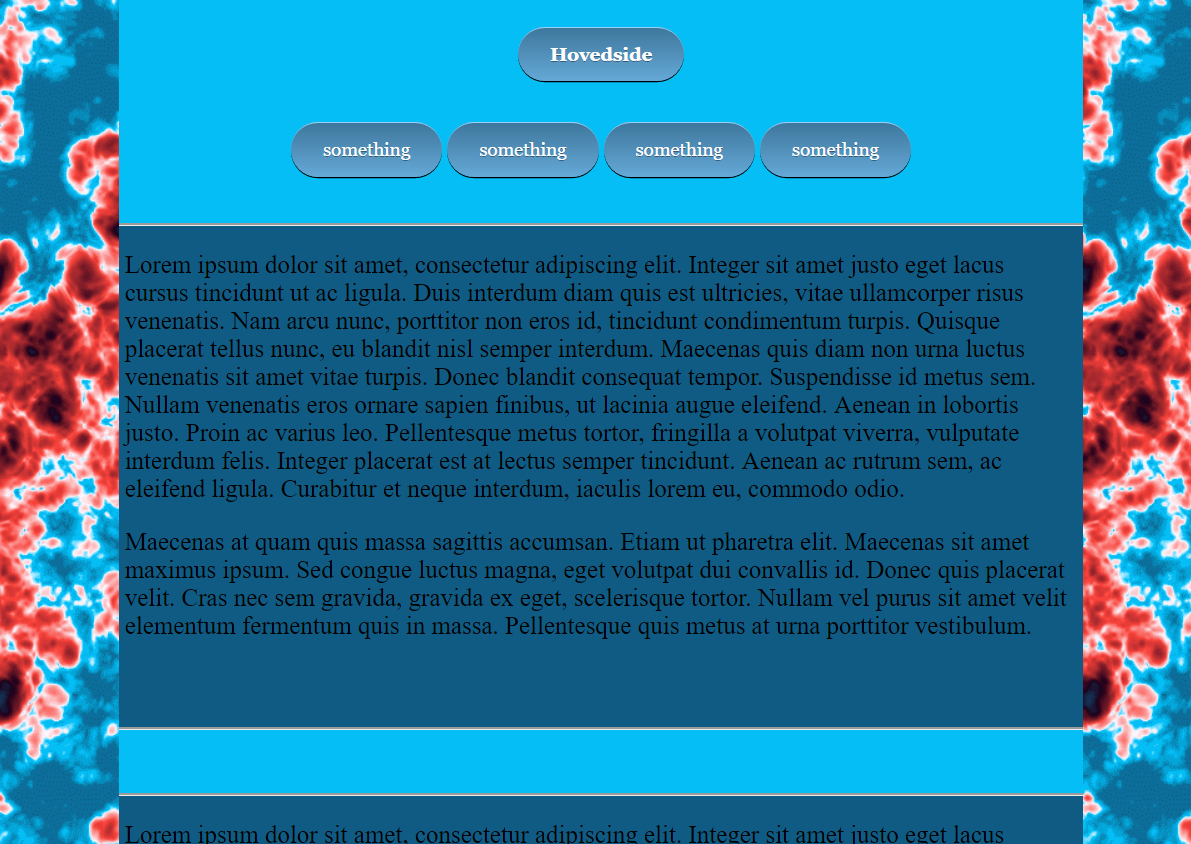 Hovedside
something something something something
Lorem ipsum dolor sit amet, consectetur adipiscing elit. Integer sit amet justo eget lacus
cursus tincidunt ut ac ligula. Duis interdum diam quis est ultricies, vitae ullamcorper risus
venenatis. Nam arcu nunc, porttitor non eros id, tincidunt condimentum turpis. Quisque
placerat tellus nunc, eu blandit nisl semper interdum. Maecenas quis diam non urna luctus
venenatis sit amet vitae turpis. Donec blandit consequat tempor. Suspendisse id metus sem.
Nullam venenatis eros ornare sapien finibus, ut lacinia augue eleifend. Aenean in lobortis
justo. Proin ac varius leo. Pellentesque metus tortor, fringilla a volutpat viverra, vulputate
interdum felis. Integer placerat est at lectus semper tincidunt. Aenean ac rutrum sem, ac
eleifend ligula. Curabitur et neque interdum, iaculis lorem eu, commodo odio.
Maecenas at quam quis massa sagittis accumsan. Etiam ut pharetra elit. Maecenas sit amet
maximus ipsum. Sed congue luctus magna, eget volutpat dui convallis id. Donec quis placerat
velit. Cras nec sem gravida, gravida ex eget, scelerisque tortor. Nullam vel purus sit amet velit
elementum fermentum quis in massa. Pellentesque quis metus at urna porttitor vestibulum.
Lorem ipsum dolor sit amet, consectetur adipiscing elit. Integer sit amet justo eget lacus